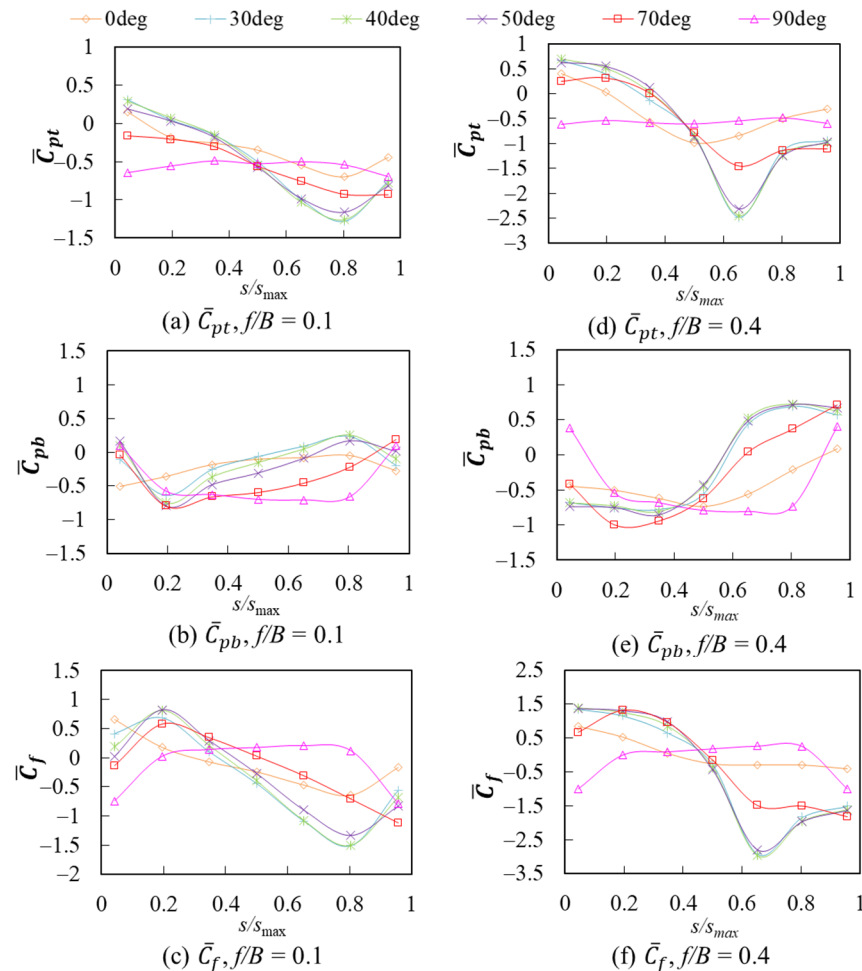 0deg 30deg 40deg 50deg 70deg 90deg
1
0.5
0
−0.5
−1
−1.5
C̄pt
0 0.2 0.4 0.6 0.8 1
s/smax
(a) C̄pt, f/B = 0.1
1
0.5
0
−0.5
−1
−1.5
−2
−2.5
−3
C̄pt
0 0.2 0.4 0.6 0.8 1
s/smax
(d) C̄pt, f/B = 0.4
1.5
1
0.5
0
−0.5
−1
−1.5
C̄pb
0 0.2 0.4 0.6 0.8 1
s/smax
(b) C̄pb, f/B = 0.1
1.5
1
0.5
0
−0.5
−1
−1.5
C̄pb
0 0.2 0.4 0.6 0.8 1
s/smax
(e) C̄pb, f/B = 0.4
1.5
1
0.5
0
−0.5
−1
−1.5
−2
C̄f
0 0.2 0.4 0.6 0.8 1
s/smax
(c) C̄f, f/B = 0.1
2.5
1.5
0.5
−0.5
−1.5
−2.5
−3.5
C̄f
0 0.2 0.4 0.6 0.8 1
s/smax
(f) C̄f, f/B = 0.4